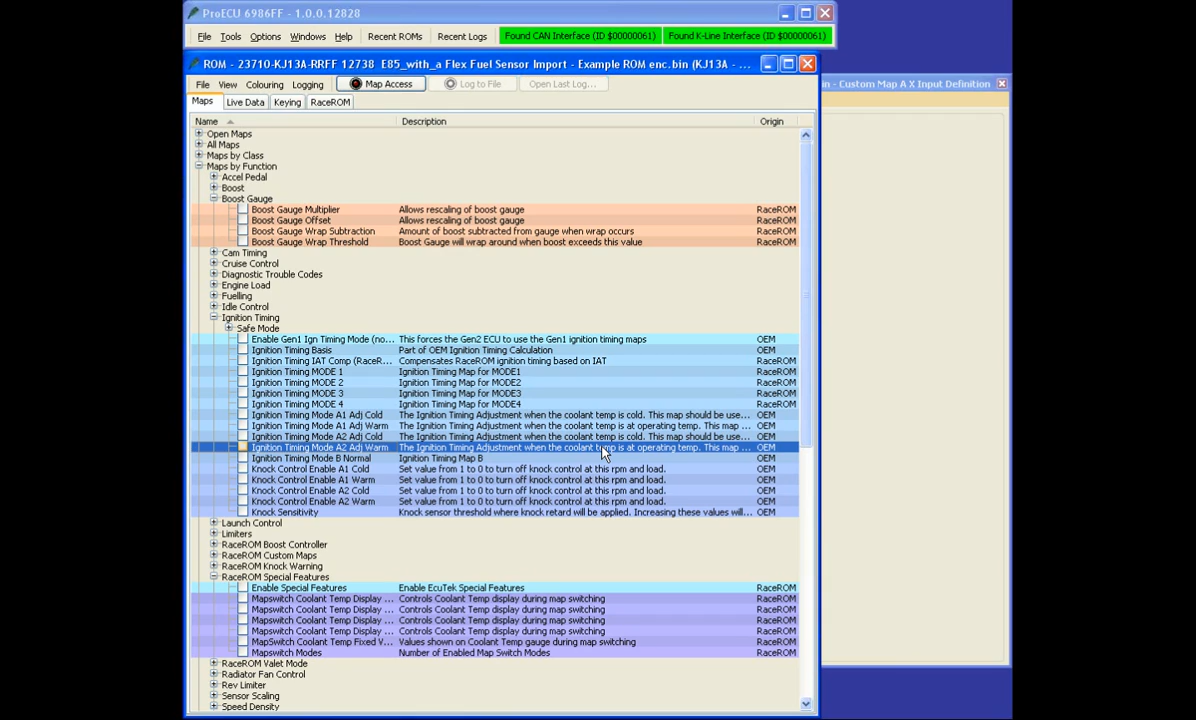 ProECU 6986FF - 1.0.0.12828
File Tools Options Windows Help Recent ROMs Recent Logs Found CAN Interface (ID $00000061) Found K-Line Interface (ID $00000061)
ROM - 23710-KJ13A-RRFF 12738 E85_with_a Flex Fuel Sensor Import - Example ROM enc.bin (KJ13A - ...
in - Custom Map A X Input Definition
File View Colouring Logging Map Access Log to File Open Last Log...
Maps Live Data Keying RaceROM
Name Description Origin
Open Maps
All Maps
Maps by Class
Maps by Function
Accel Pedal
Boost
Boost Gauge
Boost Gauge Multiplier Allows rescaling of boost gauge RaceROM
Boost Gauge Offset Allows rescaling of boost gauge RaceROM
Boost Gauge Wrap Subtraction Amount of boost subtracted from gauge when wrap occurs RaceROM
Boost Gauge Wrap Threshold Boost Gauge will wrap around when boost exceeds this value RaceROM
Cam Timing
Cruise Control
Diagnostic Trouble Codes
Engine Load
Fuelling
Idle Control
Ignition Timing
Safe Mode
Enable Gen1 Ign Timing Mode (no... This forces the Gen2 ECU to use the Gen1 ignition timing maps OEM
Ignition Timing Basis Part of OEM Ignition Timing Calculation OEM
Ignition Timing IAT Comp (RaceR... Compensates RaceROM ignition timing based on IAT RaceROM
Ignition Timing MODE 1 Ignition Timing Map for MODE1 RaceROM
Ignition Timing MODE 2 Ignition Timing Map for MODE2 RaceROM
Ignition Timing MODE 3 Ignition Timing Map for MODE3 RaceROM
Ignition Timing MODE 4 Ignition Timing Map for MODE4 RaceROM
Ignition Timing Mode A1 Adj Cold The Ignition Timing Adjustment when the coolant temp is cold. This map should be use... OEM
Ignition Timing Mode A1 Adj Warm The Ignition Timing Adjustment when the coolant temp is at operating temp. This map ... OEM
Ignition Timing Mode A2 Adj Cold The Ignition Timing Adjustment when the coolant temp is cold. This map should be use... OEM
Ignition Timing Mode A2 Adj Warm The Ignition Timing Adjustment when the coolant temp is at operating temp. This map ... OEM
Ignition Timing Mode B Normal Ignition Timing Map B OEM
Knock Control Enable A1 Cold Set value from 1 to 0 to turn off knock control at this rpm and load. OEM
Knock Control Enable A1 Warm Set value from 1 to 0 to turn off knock control at this rpm and load. OEM
Knock Control Enable A2 Cold Set value from 1 to 0 to turn off knock control at this rpm and load. OEM
Knock Control Enable A2 Warm Set value from 1 to 0 to turn off knock control at this rpm and load. OEM
Knock Sensitivity Knock sensor threshold where knock retard will be applied. Increasing these values will... OEM
Launch Control
Limiters
RaceROM Boost Controller
RaceROM Custom Maps
RaceROM Knock Warning
RaceROM Special Features
Enable Special Features Enable EcuTek Special Features RaceROM
Mapswitch Coolant Temp Display ... Controls Coolant Temp display during map switching RaceROM
Mapswitch Coolant Temp Display ... Controls Coolant Temp display during map switching RaceROM
Mapswitch Coolant Temp Display ... Controls Coolant Temp display during map switching RaceROM
Mapswitch Coolant Temp Display ... Controls Coolant Temp display during map switching RaceROM
MapSwitch Coolant Temp Fixed V... Values shown on Coolant Temp gauge during map switching RaceROM
Mapswitch Modes Number of Enabled Map Switch Modes RaceROM
RaceROM Valet Mode
Radiator Fan Control
Rev Limiter
Sensor Scaling
Speed Density